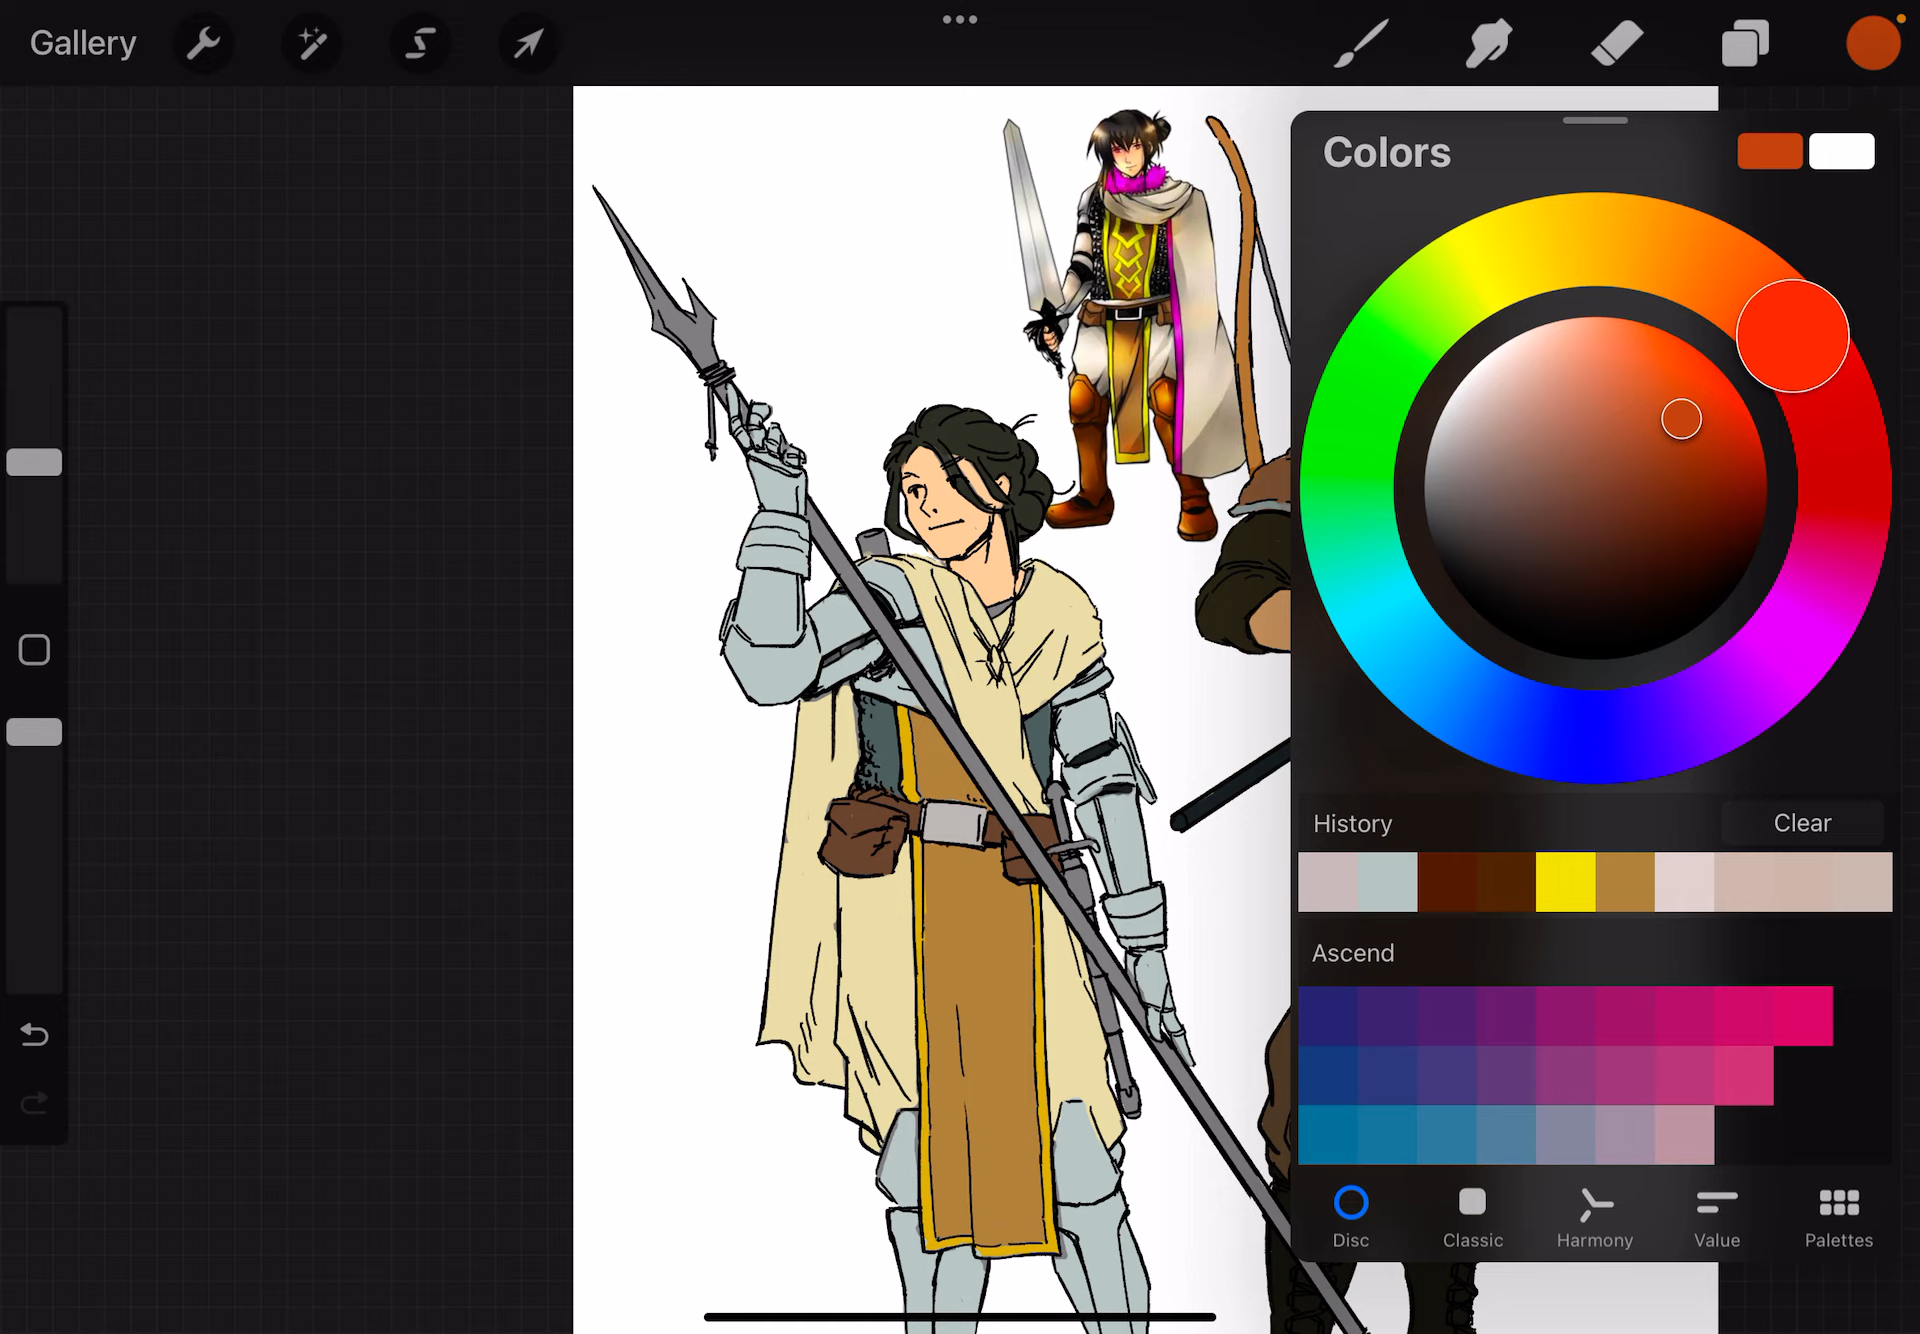 Gallery
Colors
History
Clear
Ascend
Disc
Classic
Harmony
Value
Palettes